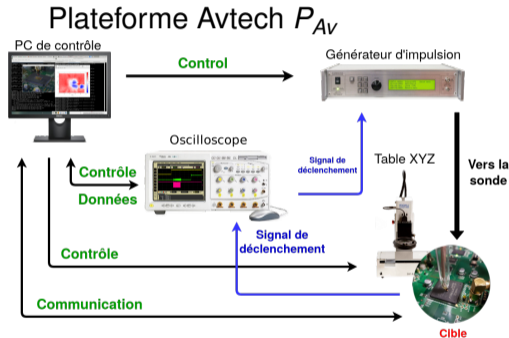 Plateforme Avtech P_Av
PC de contrôle
Générateur d'impulsion
Control
Oscilloscope
Signal de
déclenchement
Table XYZ
Vers la
sonde
Contrôle
Données
Signal de
déclenchement
Contrôle
Communication
Cible